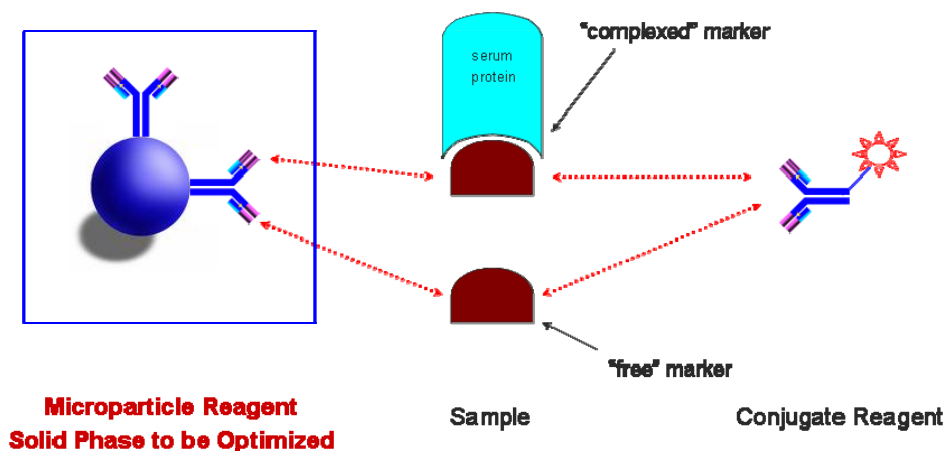 "complexed" marker
serum
protein
"free" marker
Microparticle Reagent
Solid Phase to be Optimized
Sample
Conjugate Reagent